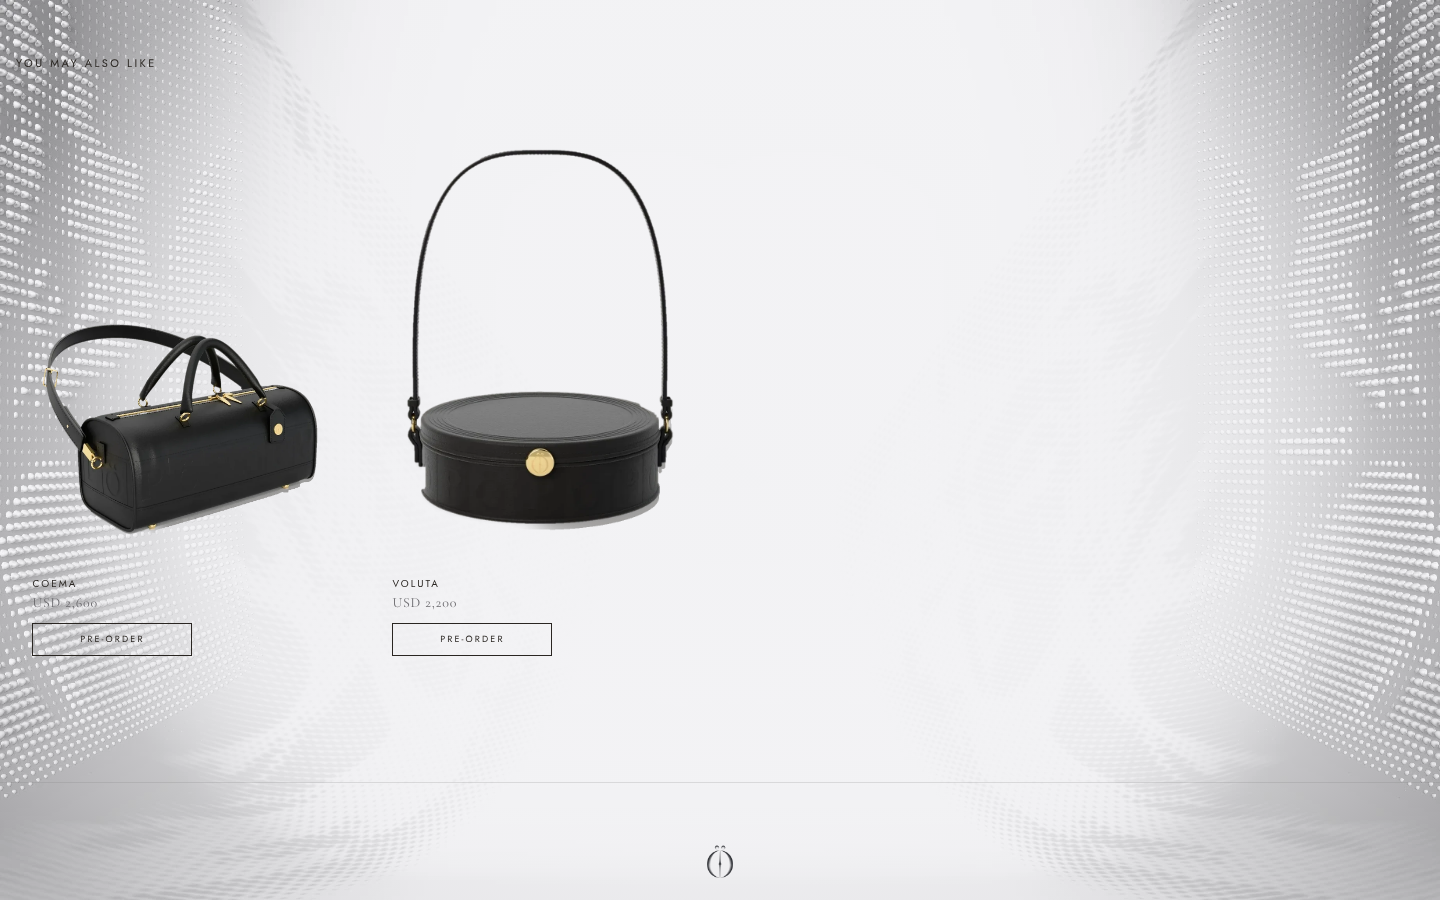 YOU MAY ALSO LIKE
COEMA
USD 2,600
PRE-ORDER
VOLUTA
USD 2,200
PRE-ORDER